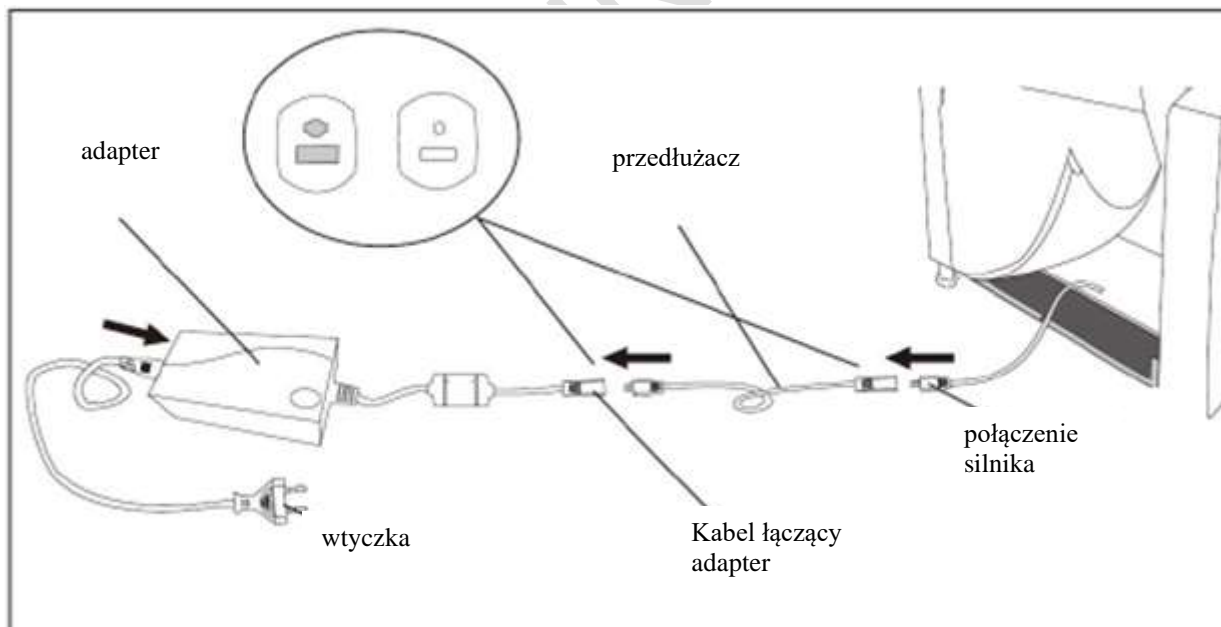 adapter
przedłużacz
połączenie
silnika
wtyczka
Kabel łączący
adapter